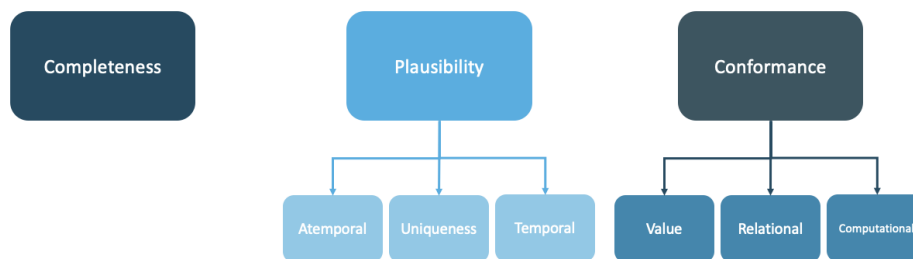 Completeness
Plausibility
Conformance
Atemporal
Uniqueness
Temporal
Value
Relational
Computational